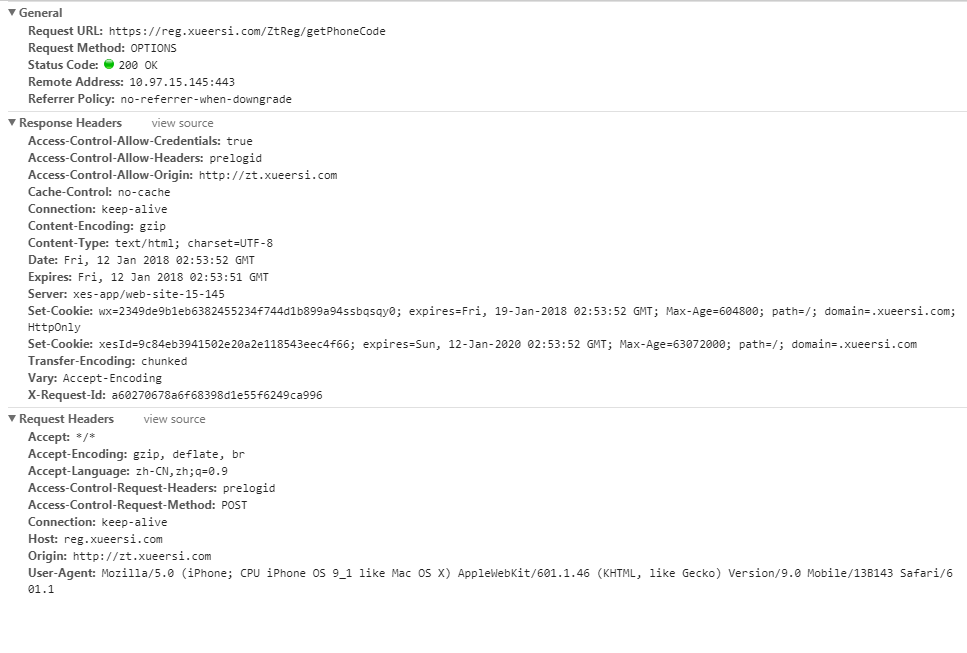 General
Request URL: https://reg.xueersi.com/ZtReg/getPhoneCode
Request Method: OPTIONS
Status Code: 200 OK
Remote Address: 10.97.15.145:443
Referrer Policy: no-referrer-when-downgrade
Response Headers view source
Access-Control-Allow-Credentials: true
Access-Control-Allow-Headers: prelogid
Access-Control-Allow-Origin: http://zt.xueersi.com
Cache-Control: no-cache
Connection: keep-alive
Content-Encoding: gzip
Content-Type: text/html; charset=UTF-8
Date: Fri, 12 Jan 2018 02:53:52 GMT
Expires: Fri, 12 Jan 2018 02:53:51 GMT
Server: xes-app/web-site-15-145
Set-Cookie: wx=2349de9b1eb6382455234f744d1b899a94ssbqsqy0; expires=Fri, 19-Jan-2018 02:53:52 GMT; Max-Age=604800; path=/; domain=.xueersi.com;
HttpOnly
Set-Cookie: xesId=9c84eb3941502e20a2e118543eec4f66; expires=Sun, 12-Jan-2020 02:53:52 GMT; Max-Age=63072000; path=/; domain=.xueersi.com
Transfer-Encoding: chunked
Vary: Accept-Encoding
X-Request-Id: a60270678a6f68398d1e55f6249ca996
Request Headers view source
Accept: */*
Accept-Encoding: gzip, deflate, br
Accept-Language: zh-CN,zh;q=0.9
Access-Control-Request-Headers: prelogid
Access-Control-Request-Method: POST
Connection: keep-alive
Host: reg.xueersi.com
Origin: http://zt.xueersi.com
User-Agent: Mozilla/5.0 (iPhone; CPU iPhone OS 9_1 like Mac OS X) AppleWebKit/601.1.46 (KHTML, like Gecko) Version/9.0 Mobile/13B143 Safari/6
01.1